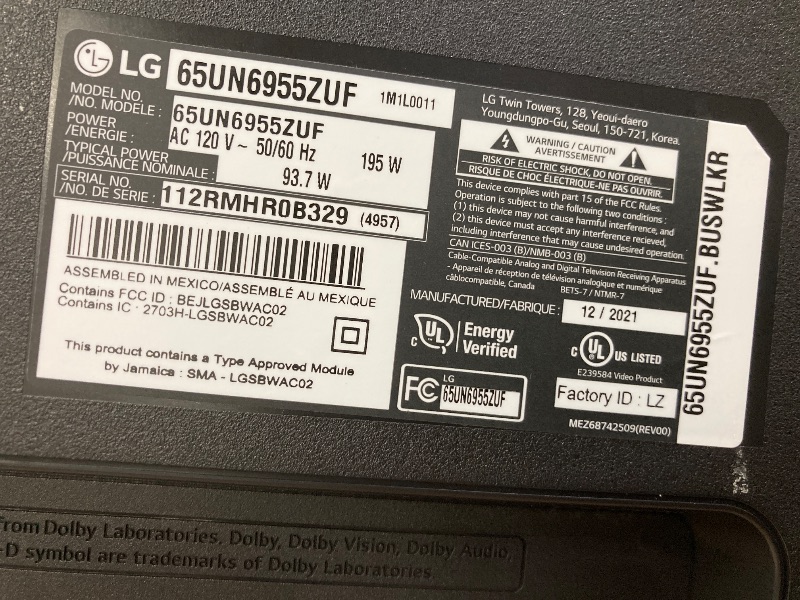 LG 65UN6955ZUF 1M1L0011
MODEL NO.
/NO. MODÈLE : 65UN6955ZUF
POWER
/ÉNERGIE : AC 120 V ~ 50/60 Hz 195 W
TYPICAL POWER
/PUISSANCE NOMINALE : 93.7 W
SERIAL NO.
/NO. DE SÉRIE : 112RMHR0B329 (4957)
ASSEMBLED IN MEXICO/ASSEMBLÉ AU MEXIQUE
Contains FCC ID : BEJLGSBWAC02
Contains IC : 2703H-LGSBWAC02
This product contains a Type Approved Module
by Jamaica : SMA - LGSBWAC02
LG Twin Towers, 128, Yeoui-daero
Youngdungpo-Gu, Seoul, 150-721, Korea.
WARNING / CAUTION
AVERTISSEMENT
RISK OF ELECTRIC SHOCK, DO NOT OPEN.
RISQUE DE CHOC ÉLECTRIQUE-NE PAS OUVRIR.
This device complies with part 15 of the FCC Rules.
Operation is subject to the following two conditions :
(1) this device may not cause harmful interference, and
(2) this device must accept any interference recieved,
including interference that may cause undesired operation.
CAN ICES-003 (B)/NMB-003 (B)
Cable-Compatible Analog and Digital Television Receiving Apparatus
- Appareil de réception de télévision analogique et numérique
câblocompatible, Canada BETS-7 / NTMR-7
MANUFACTURED/FABRIQUÉ : 12 / 2021
C UL Energy
Verified
C UL US LISTED
E239584 Video Product
FC LG
65UN6955ZUF
Factory ID : LZ
MEZ68742509(REV00)
65UN6955ZUF.BUSWLKR
from Dolby Laboratories, Dolby, Dolby Vision, Dolby Audio,
-D symbol are trademarks of Dolby Laboratories